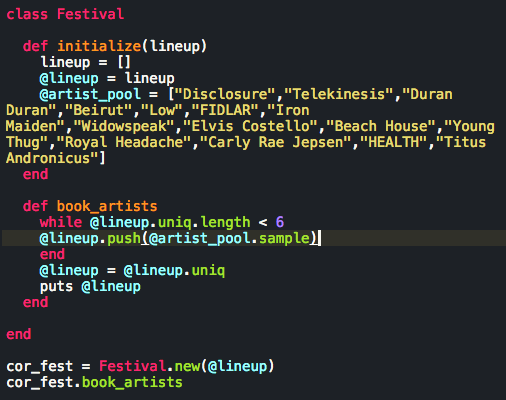 class Festival
def initialize(lineup)
lineup = []
@lineup = lineup
@artist_pool = ["Disclosure","Telekinesis","Duran
Duran","Beirut","Low","FIDLAR","Iron
Maiden","Widowspeak","Elvis Costello","Beach House","Young
Thug","Royal Headache","Carly Rae Jepsen","HEALTH","Titus
Andronicus"]
end
def book_artists
while @lineup.uniq.length < 6
@lineup.push(@artist_pool.sample)
end
@lineup = @lineup.uniq
puts @lineup
end
end
cor_fest = Festival.new(@lineup)
cor_fest.book_artists